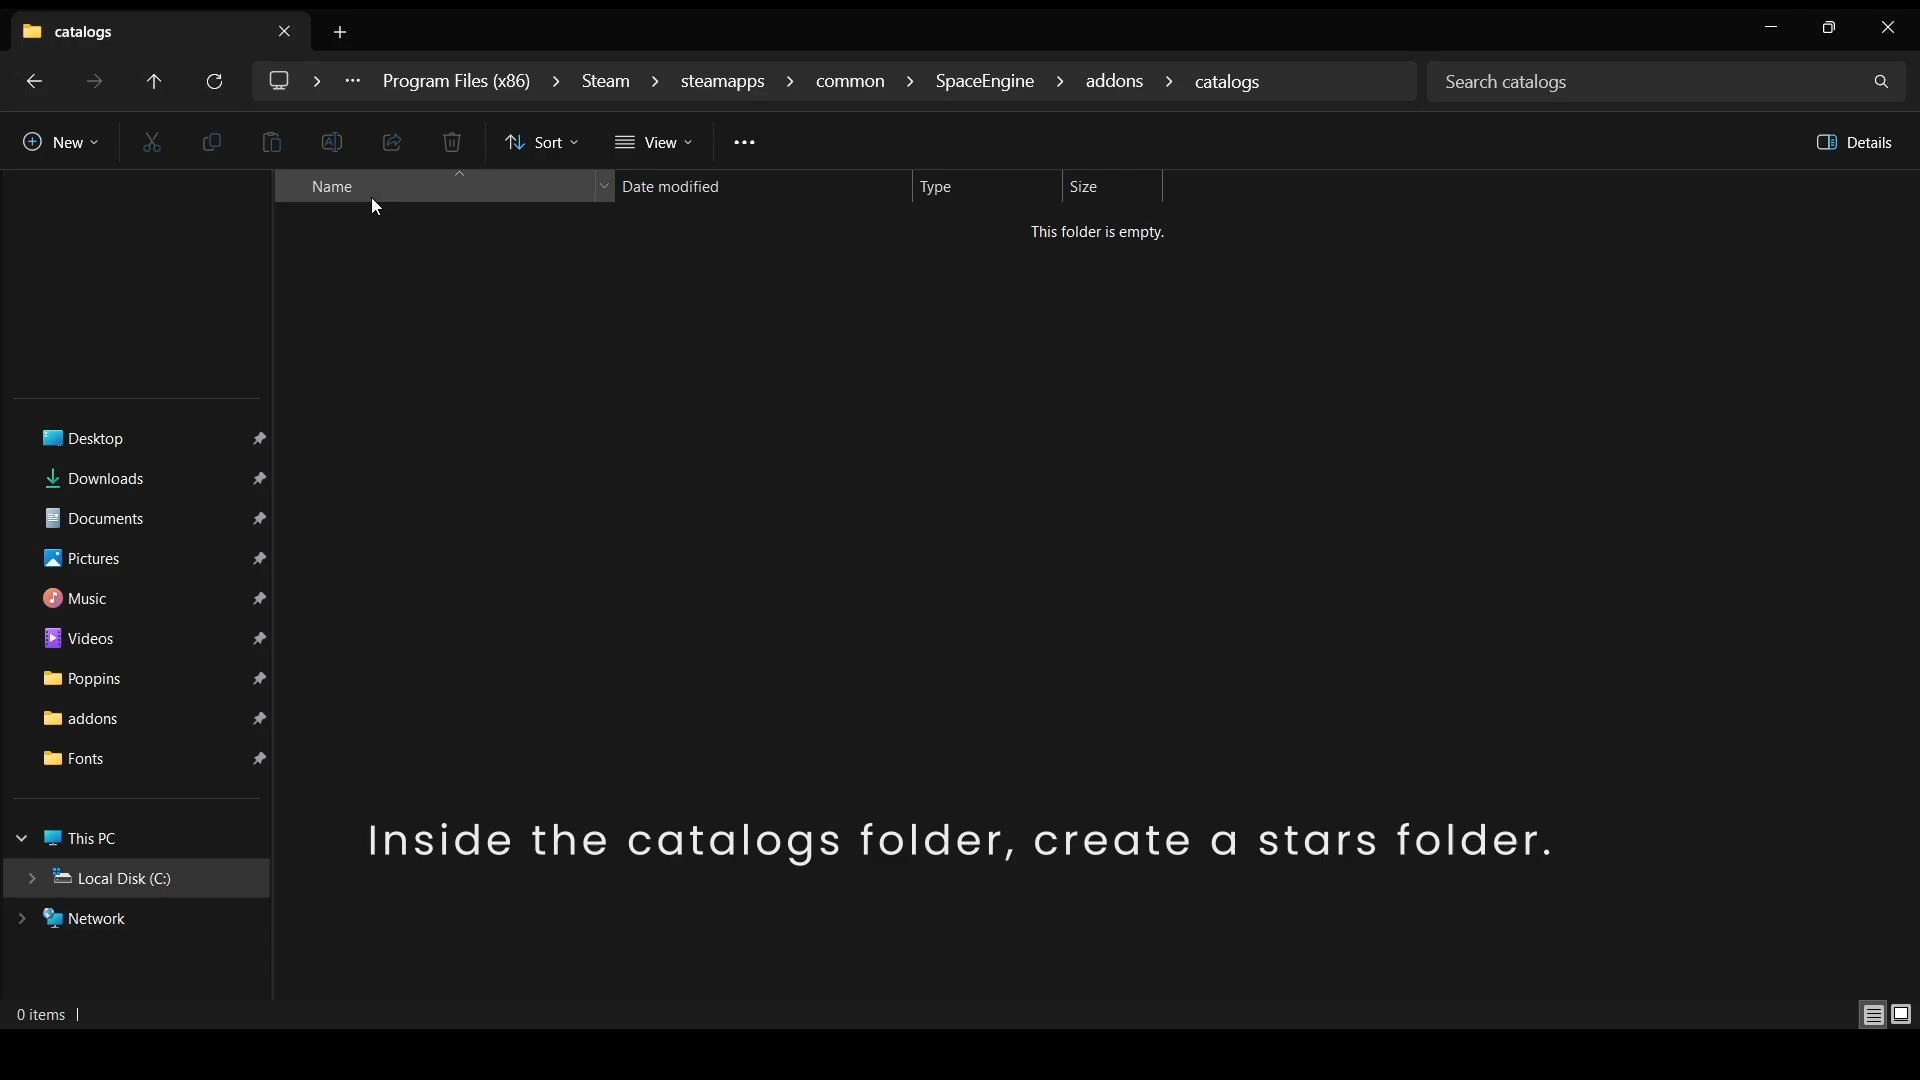 catalogs
Program Files (x86) Steam steamapps common SpaceEngine addons catalogs
Search catalogs
New Sort View Details
Name Date modified Type Size
This folder is empty.
Desktop
Downloads
Documents
Pictures
Music
Videos
Poppins
addons
Fonts
This PC
Local Disk (C:)
Network
Inside the catalogs folder, create a stars folder.
0 items